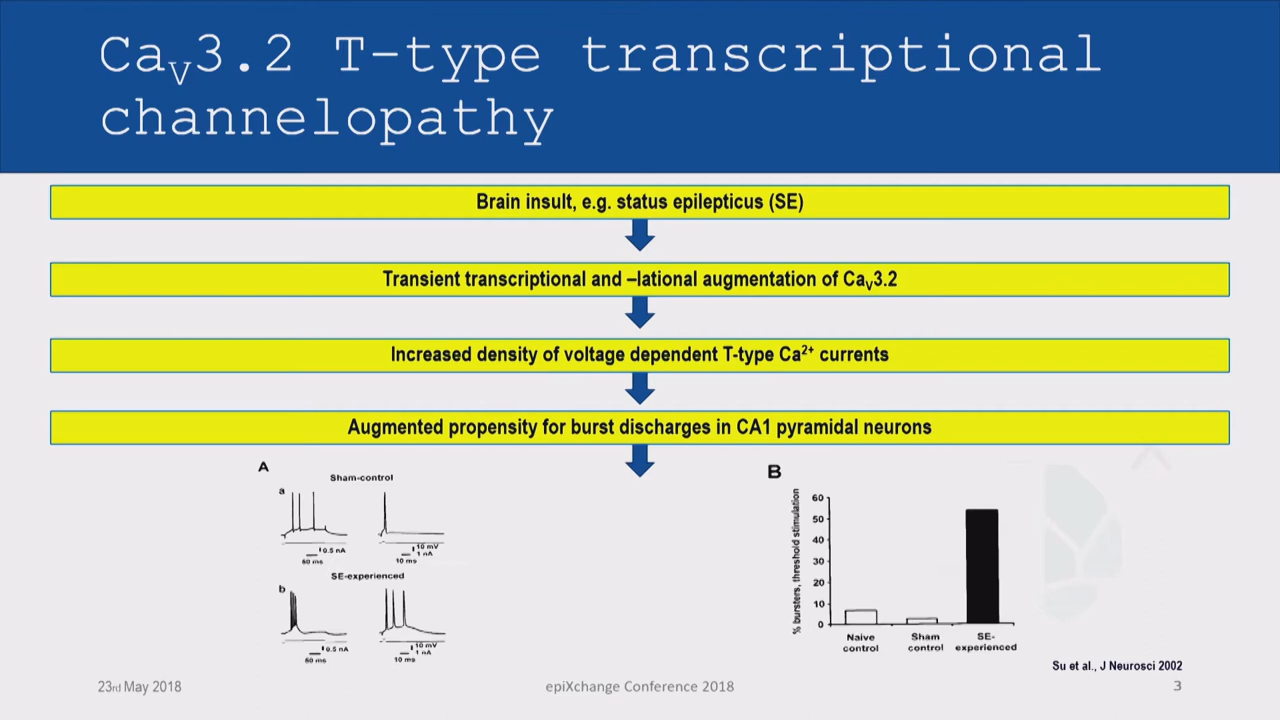 Ca_V3.2 T-type transcriptional
channelopathy
Brain insult, e.g. status epilepticus (SE)
Transient transcriptional and –lational augmentation of Ca_V3.2
Increased density of voltage dependent T-type Ca²⁺ currents
Augmented propensity for burst discharges in CA1 pyramidal neurons
A
Sham-control
a
0.5 nA
50 ms
10 mV
1 nA
10 ms
SE-experienced
b
0.5 nA
50 ms
10 mV
1 nA
10 ms
B
% bursters, threshold stimulation
60
50
40
30
20
10
0
Naive control
Sham control
SE-experienced
Su et al., J Neurosci 2002
23rd May 2018
epiXchange Conference 2018
3